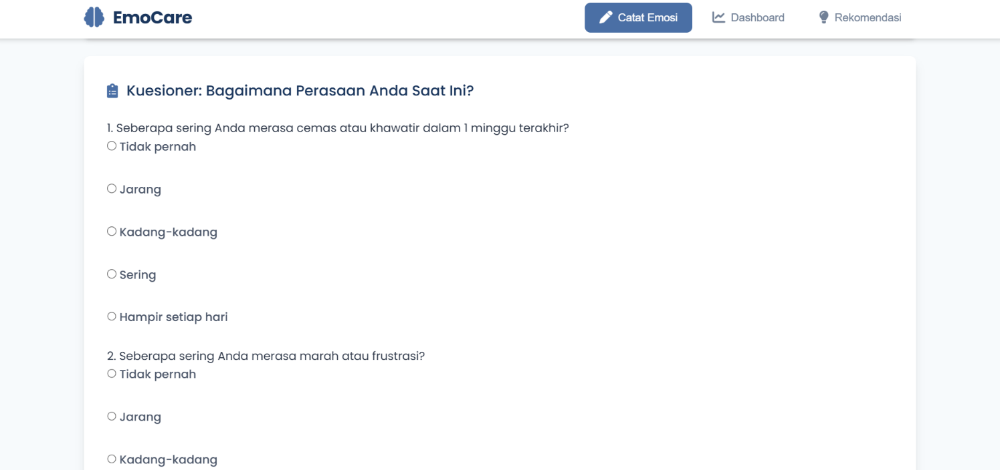 EmoCare
Catat Emosi
Dashboard
Rekomendasi
Kuesioner: Bagaimana Perasaan Anda Saat Ini?
1. Seberapa sering Anda merasa cemas atau khawatir dalam 1 minggu terakhir?
Tidak pernah
Jarang
Kadang-kadang
Sering
Hampir setiap hari
2. Seberapa sering Anda merasa marah atau frustrasi?
Tidak pernah
Jarang
Kadang-kadang